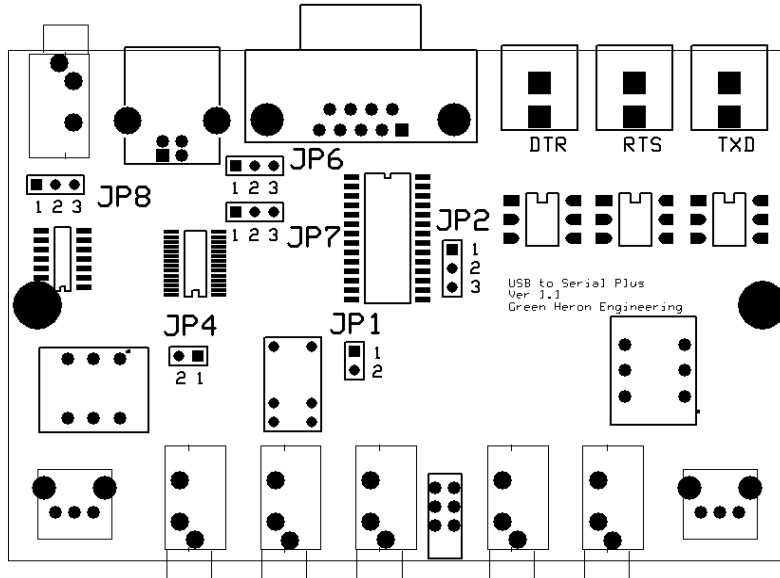 DTR RTS TXD
JP6
1 2 3
JP8
1 2 3
JP7
1 2 3
JP2
1
2
3
USB to Serial Plus
Ver 1.1
Green Heron Engineering
JP4
2 1
JP1
1
2